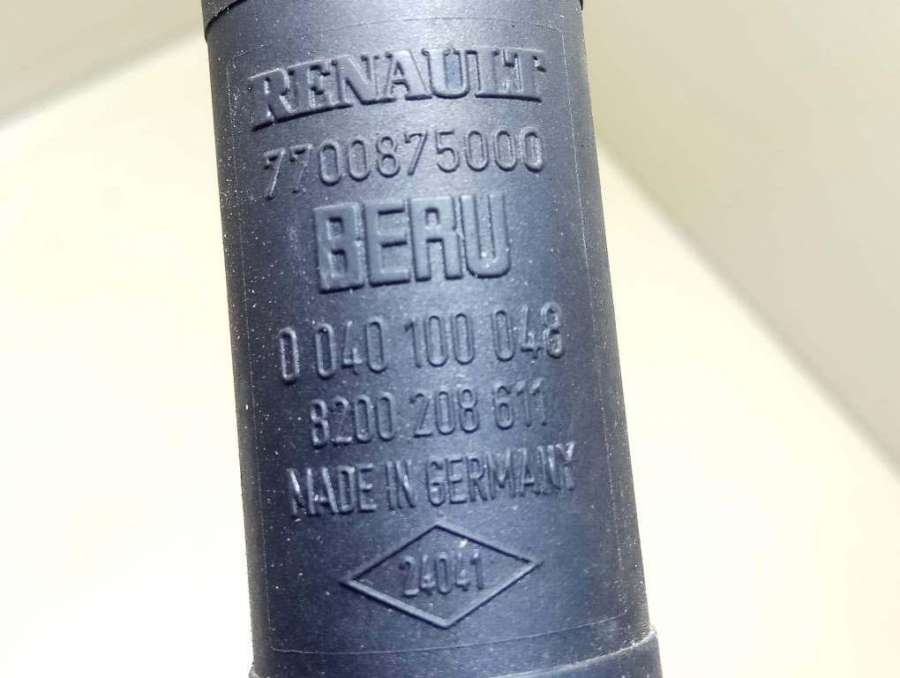 RENAULT
7700875000
BERU
0 040 100 048
8200 208 611
MADE IN GERMANY
24041